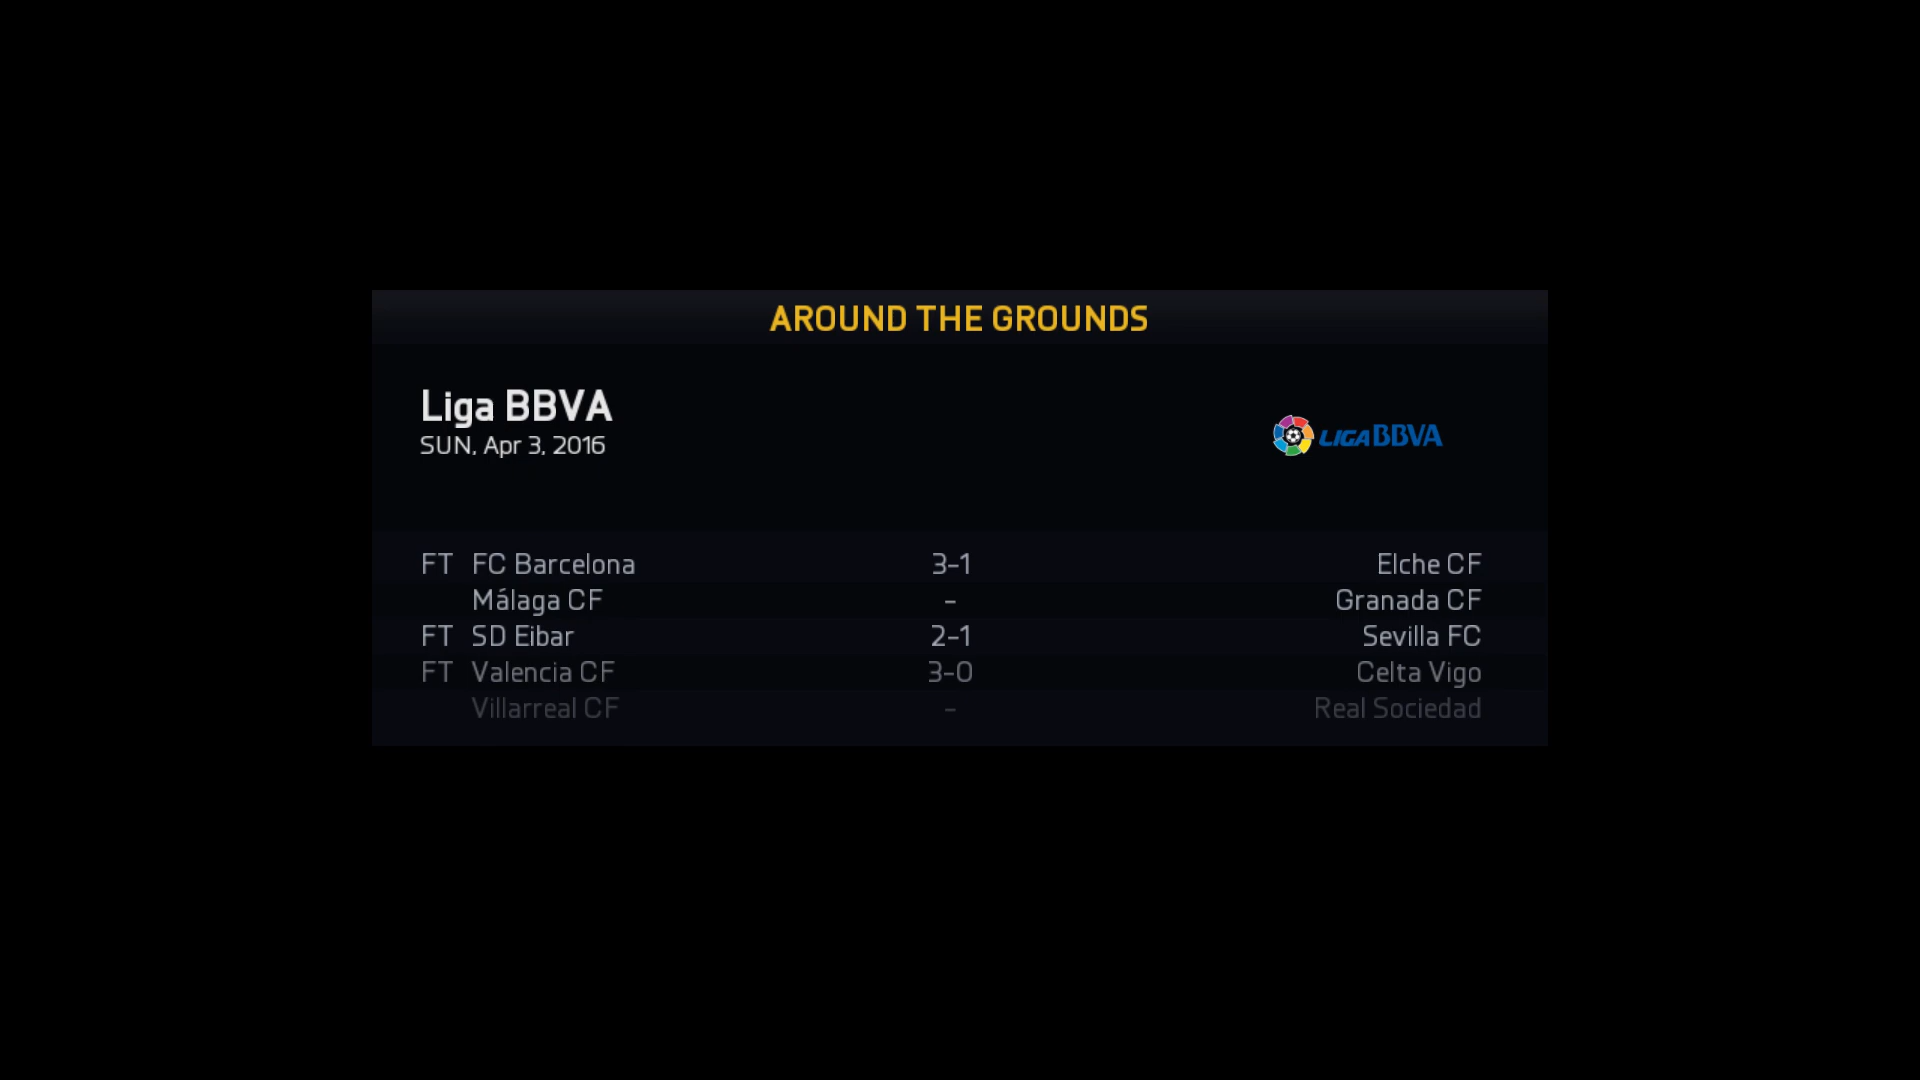 AROUND THE GROUNDS
Liga BBVA
SUN, Apr 3, 2016
LIGA BBVA
FT FC Barcelona 3-1 Elche CF
Málaga CF - Granada CF
FT SD Eibar 2-1 Sevilla FC
FT Valencia CF 3-0 Celta Vigo
Villarreal CF - Real Sociedad